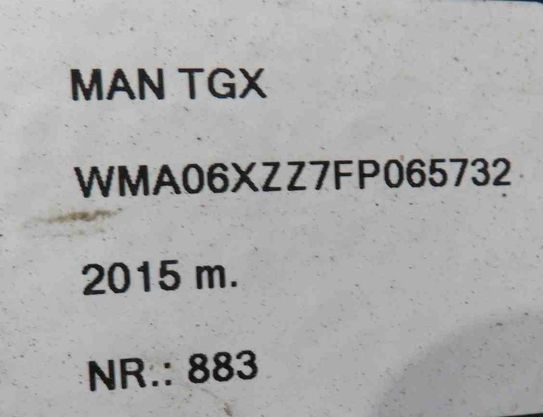 MAN TGX
WMA06XZZ7FP065732
2015 m.
NR.: 883